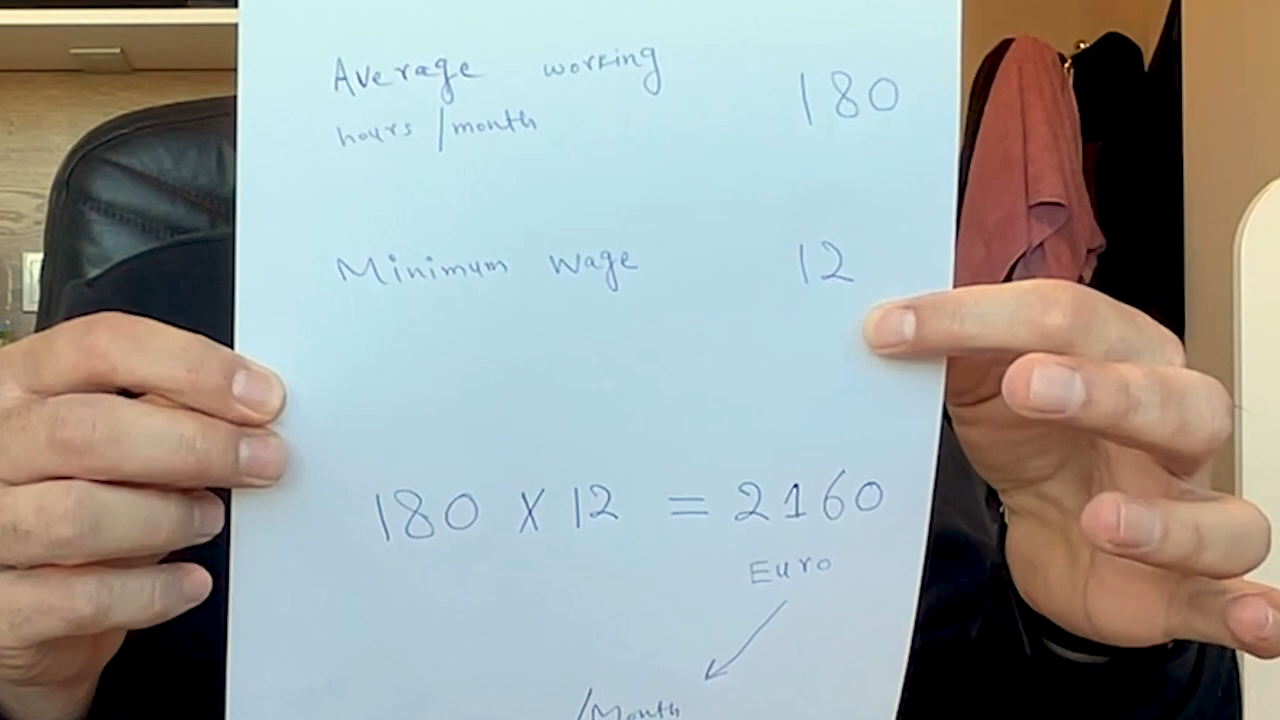 Average working 180
hours /month
Minimum wage 12
180 X 12 = 2160
Euro
/Month